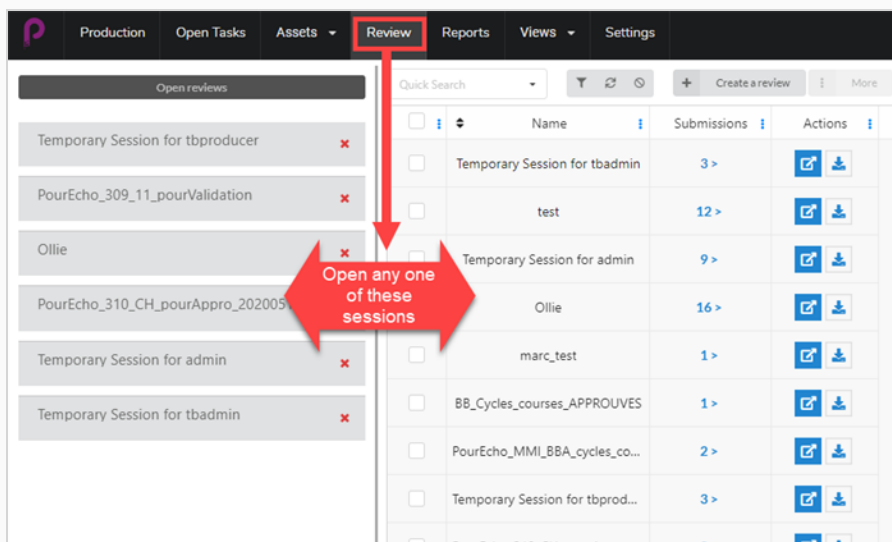 Production Open Tasks Assets Review Reports Views Settings
Open reviews
Temporary Session for tbproducer
PourEcho_309_11_pourValidation
Ollie
PourEcho_310_CH_pourAppro_202005
Temporary Session for admin
Temporary Session for tbadmin
Open any one
of these
sessions
Quick Search + Create a review More
Name Submissions Actions
Temporary Session for tbadmin 3 >
test 12 >
Temporary Session for admin 9 >
Ollie 16 >
marc_test 1 >
BB_Cycles_courses_APPROUVES 1 >
PourEcho_MMI_BBA_cycles_co... 2 >
Temporary Session for tbprod... 3 >